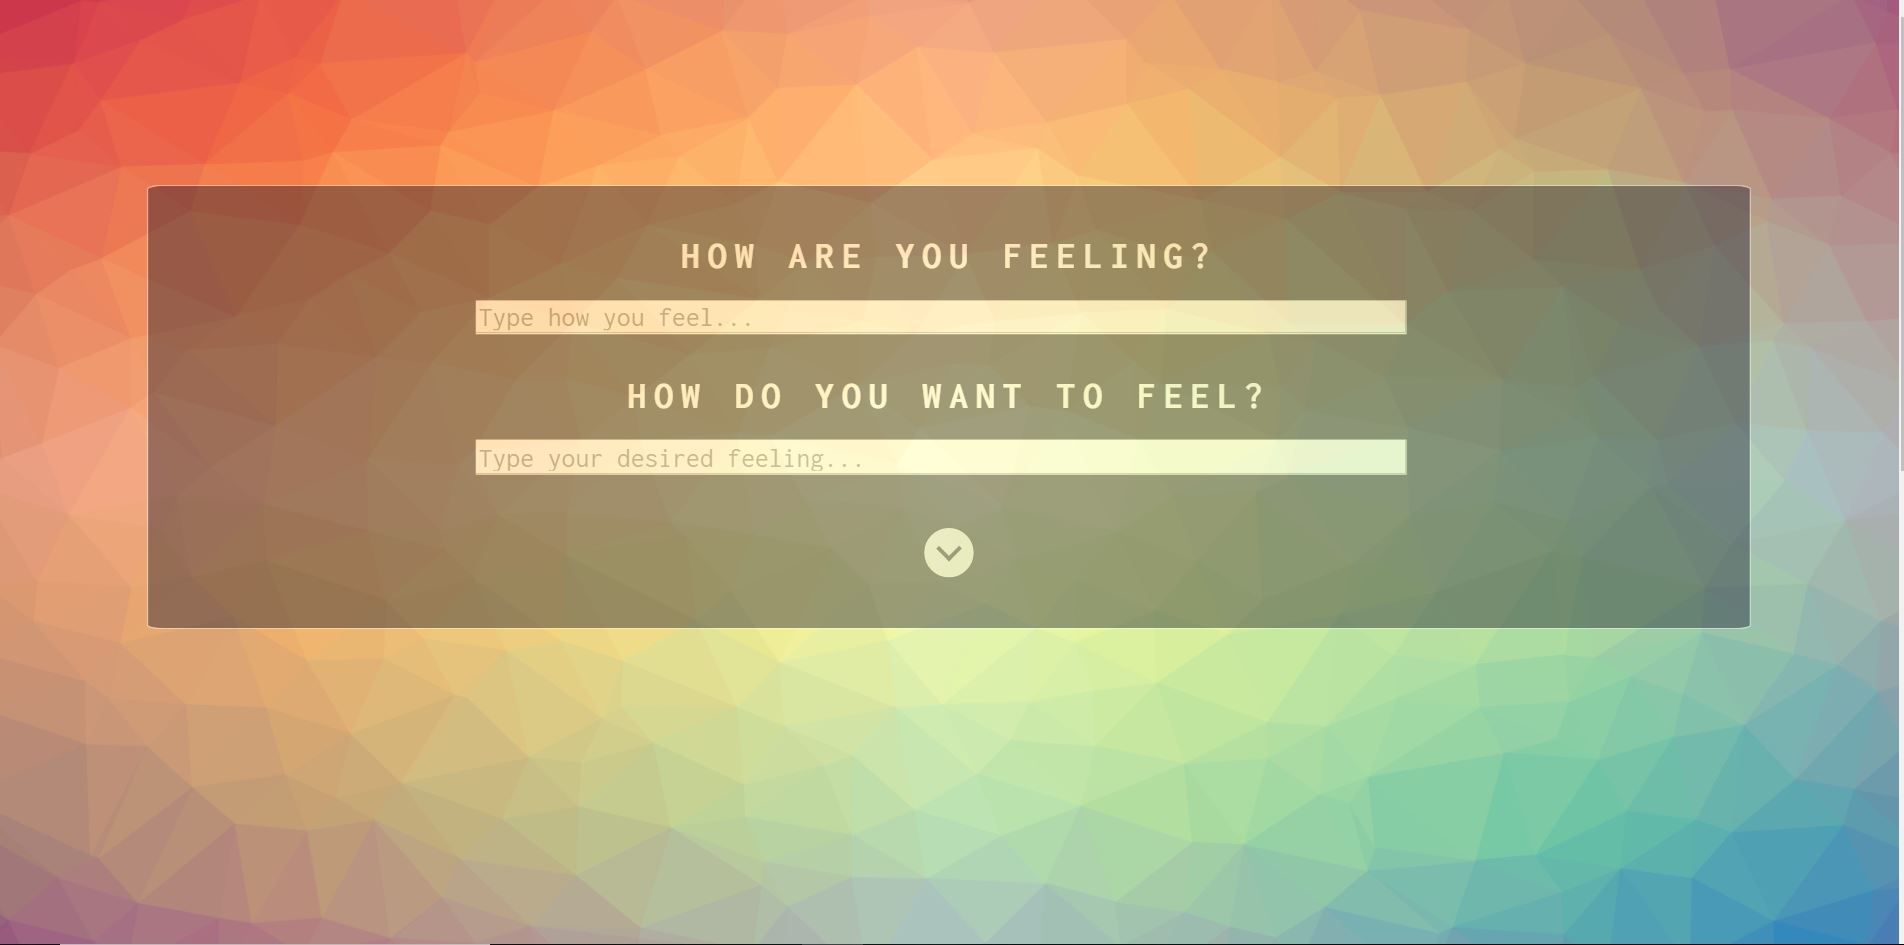 HOW ARE YOU FEELING?
Type how you feel...
HOW DO YOU WANT TO FEEL?
Type your desired feeling...